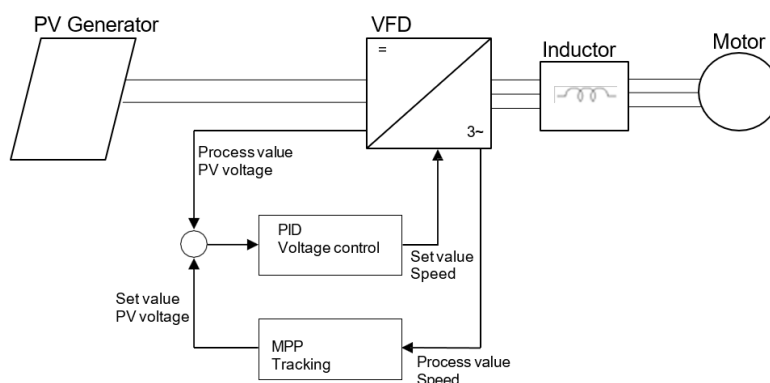 PV Generator
VFD
Inductor
Motor
=
3~
Process value
PV voltage
PID
Voltage control
Set value
Speed
Set value
PV voltage
MPP
Tracking
Process value
Speed